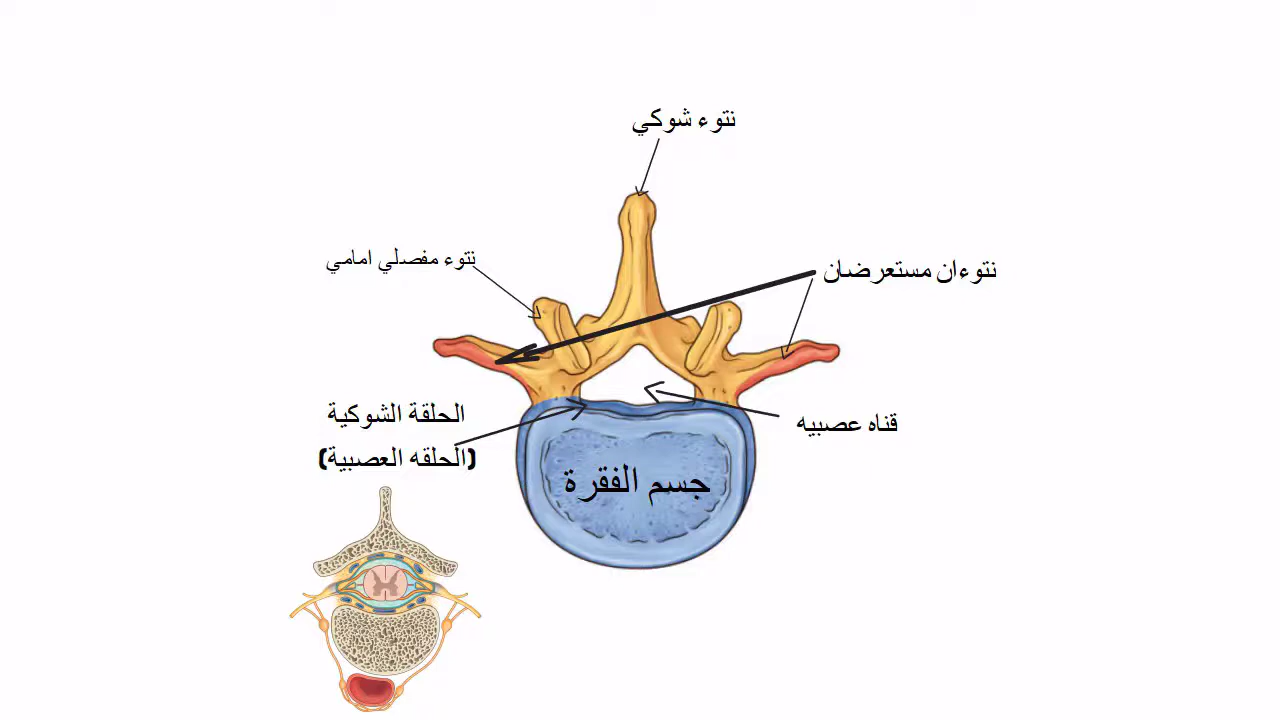 نتوء شوكي
نتوء مفصلي امامي
نتوءان مستعرضان
الحلقة الشوكية
(الحلقه العصبية)
قناه عصبيه
جسم الفقرة